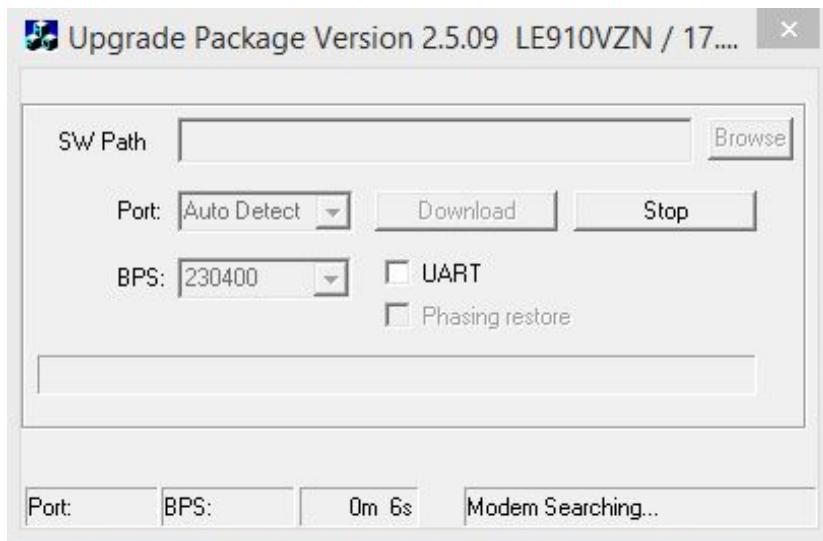 Upgrade Package Version 2.5.09 LE910VZN / 17....
SW Path Browse
Port: Auto Detect Download Stop
BPS: 230400 UART
Phasing restore
Port: BPS: 0m 6s Modem Searching...